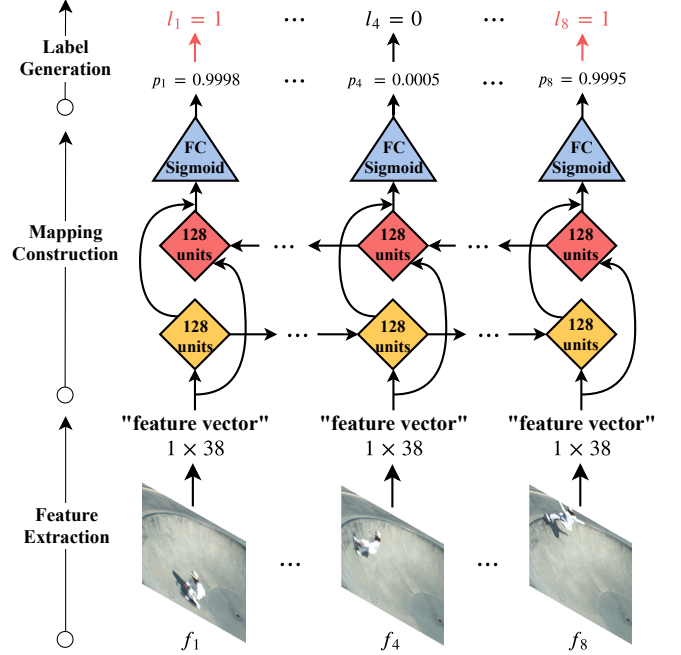 l₁ = 1 ... l₄ = 0 ... l₈ = 1
Label
Generation
p₁ = 0.9998 ... p₄ = 0.0005 ... p₈ = 0.9995
FC
Sigmoid
FC
Sigmoid
FC
Sigmoid
Mapping
Construction
128
units
...
128
units
...
128
units
128
units
...
128
units
...
128
units
"feature vector" "feature vector" "feature vector"
1 × 38 1 × 38 1 × 38
Feature
Extraction
... ...
f₁ f₄ f₈